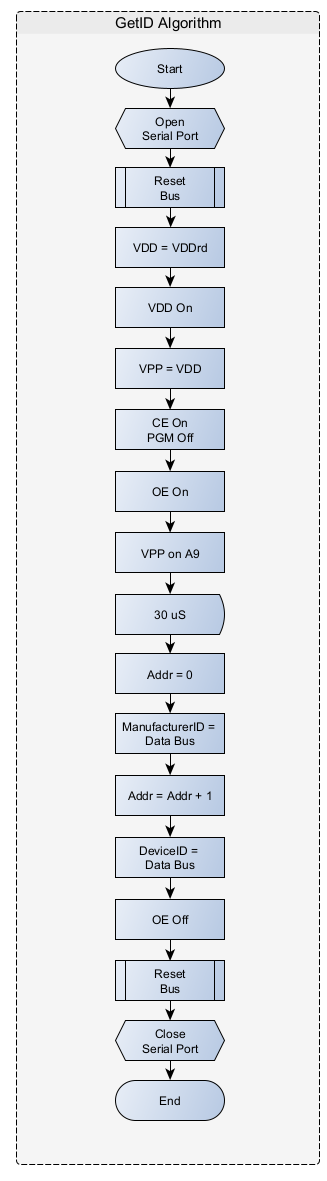 GetID Algorithm
Start
Open
Serial Port
Reset
Bus
VDD = VDDrd
VDD On
VPP = VDD
CE On
PGM Off
OE On
VPP on A9
30 uS
Addr = 0
ManufacturerID =
Data Bus
Addr = Addr + 1
DeviceID =
Data Bus
OE Off
Reset
Bus
Close
Serial Port
End